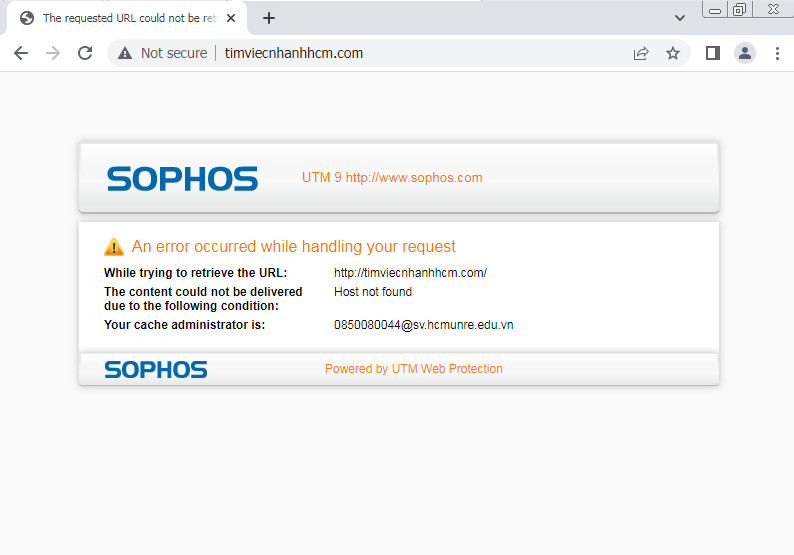 The requested URL could not be ret
Not secure timviecnhanhhcm.com
SOPHOS UTM 9 http://www.sophos.com
An error occurred while handling your request
While trying to retrieve the URL: http://timviecnhanhhcm.com/
The content could not be delivered Host not found
due to the following condition:
Your cache administrator is: 0850080044@sv.hcmunre.edu.vn
SOPHOS Powered by UTM Web Protection